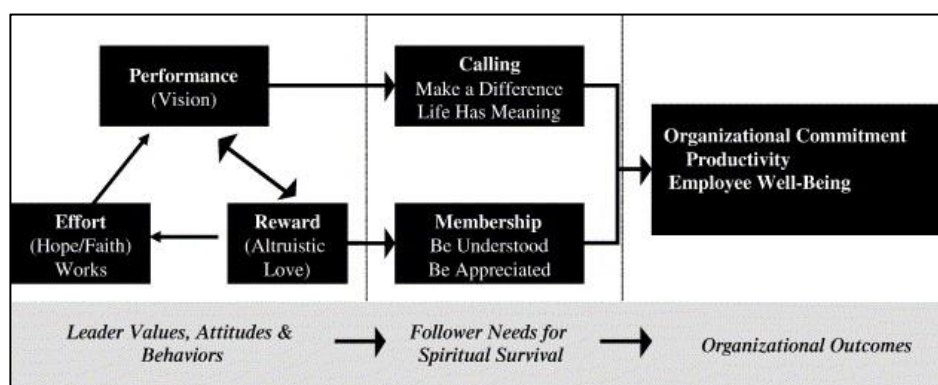 Performance
(Vision)
Calling
Make a Difference
Life Has Meaning
Organizational Commitment
Productivity
Employee Well-Being
Effort
(Hope/Faith)
Works
Reward
(Altruistic
Love)
Membership
Be Understood
Be Appreciated
Leader Values, Attitudes &
Behaviors
Follower Needs for
Spiritual Survival
Organizational Outcomes